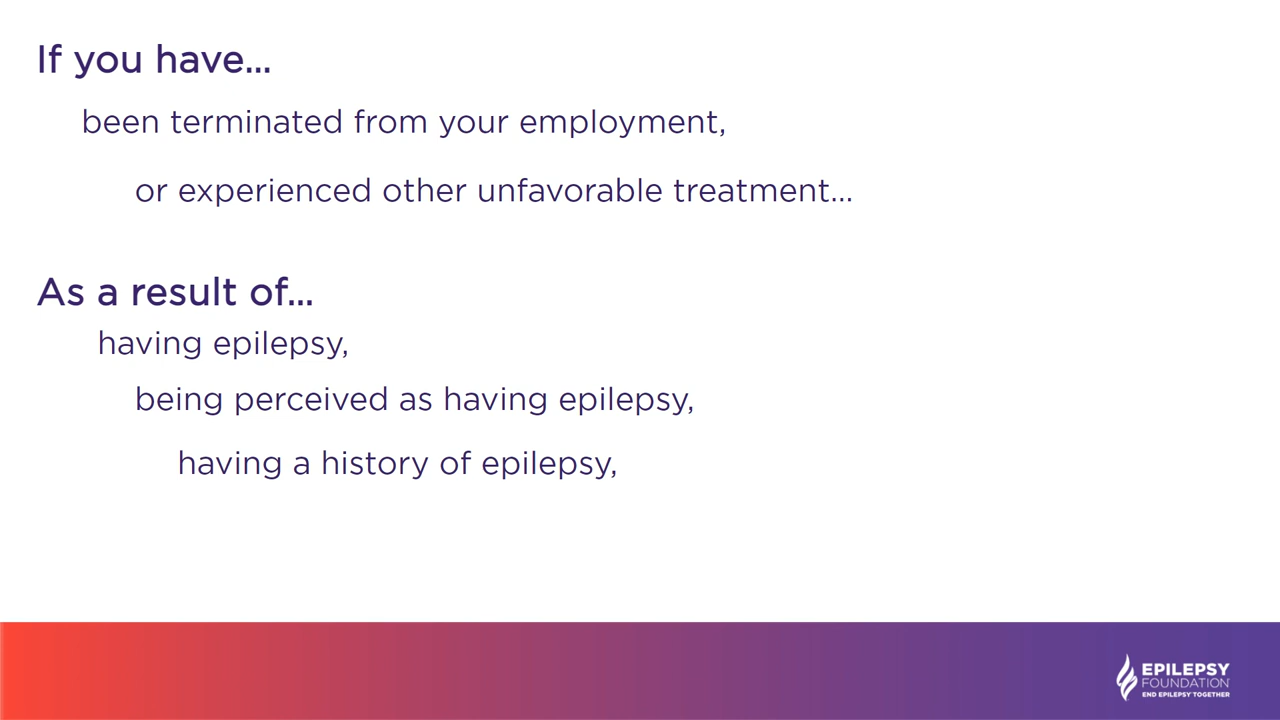 If you have...
been terminated from your employment,
or experienced other unfavorable treatment...
As a result of...
having epilepsy,
being perceived as having epilepsy,
having a history of epilepsy,
EPILEPSY
FOUNDATION
END EPILEPSY TOGETHER